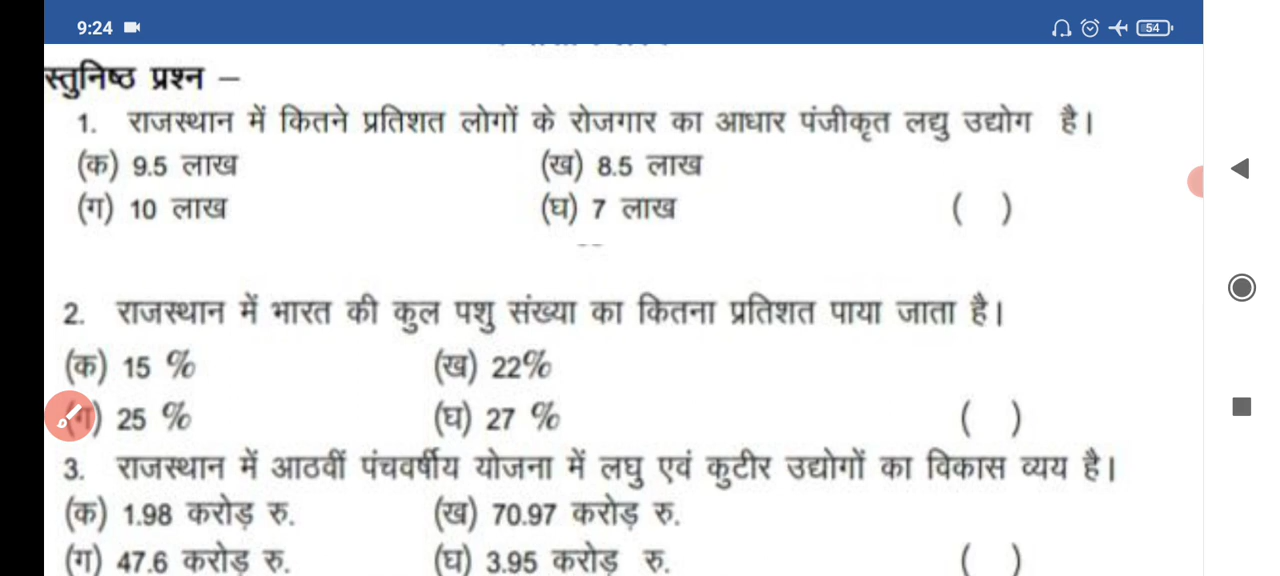 9:24
54
स्तुनिष्ठ प्रश्न –
1. राजस्थान में कितने प्रतिशत लोगों के रोजगार का आधार पंजीकृत लद्यु उद्योग है।
(क) 9.5 लाख (ख) 8.5 लाख
(ग) 10 लाख (घ) 7 लाख ( )
2. राजस्थान में भारत की कुल पशु संख्या का कितना प्रतिशत पाया जाता है।
(क) 15 % (ख) 22%
(ग) 25 % (घ) 27 % ( )
3. राजस्थान में आठवीं पंचवर्षीय योजना में लघु एवं कुटीर उद्योगों का विकास व्यय है।
(क) 1.98 करोड़ रु. (ख) 70.97 करोड़ रु.
(ग) 47.6 करोड़ रु. (घ) 3.95 करोड़ रु. ( )